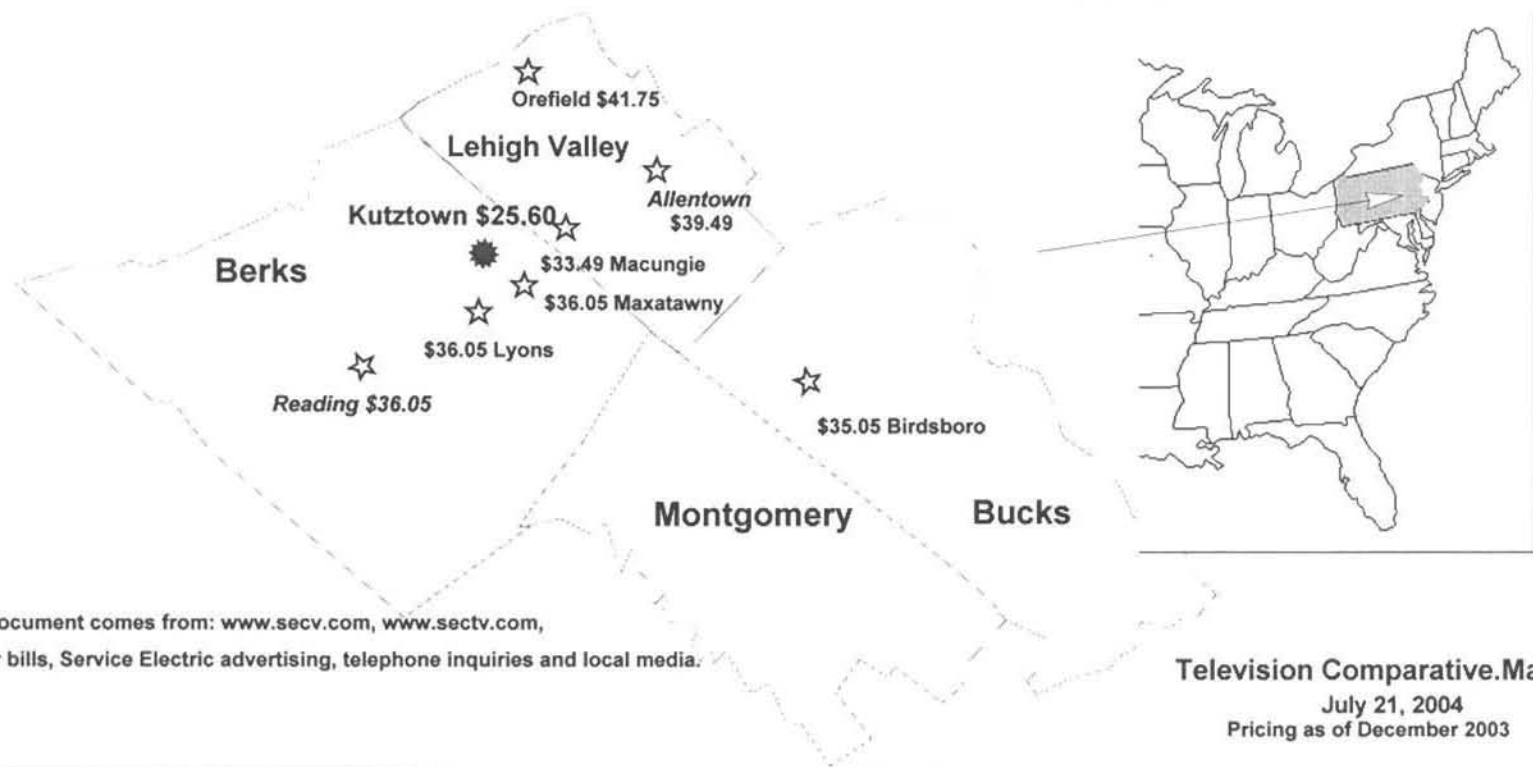 Orefield $41.75
Lehigh Valley
Allentown
$39.49
Kutztown $25.60
Berks
$33.49 Macungie
$36.05 Maxatawny
$36.05 Lyons
Reading $36.05
$35.05 Birdsboro
Montgomery
Bucks
comes from: www.secv.com, www.sectv.com,
bills, Service Electric advertising, telephone inquiries and local media.
Television Comparative.
July 21, 2004
Pricing as of December 2003